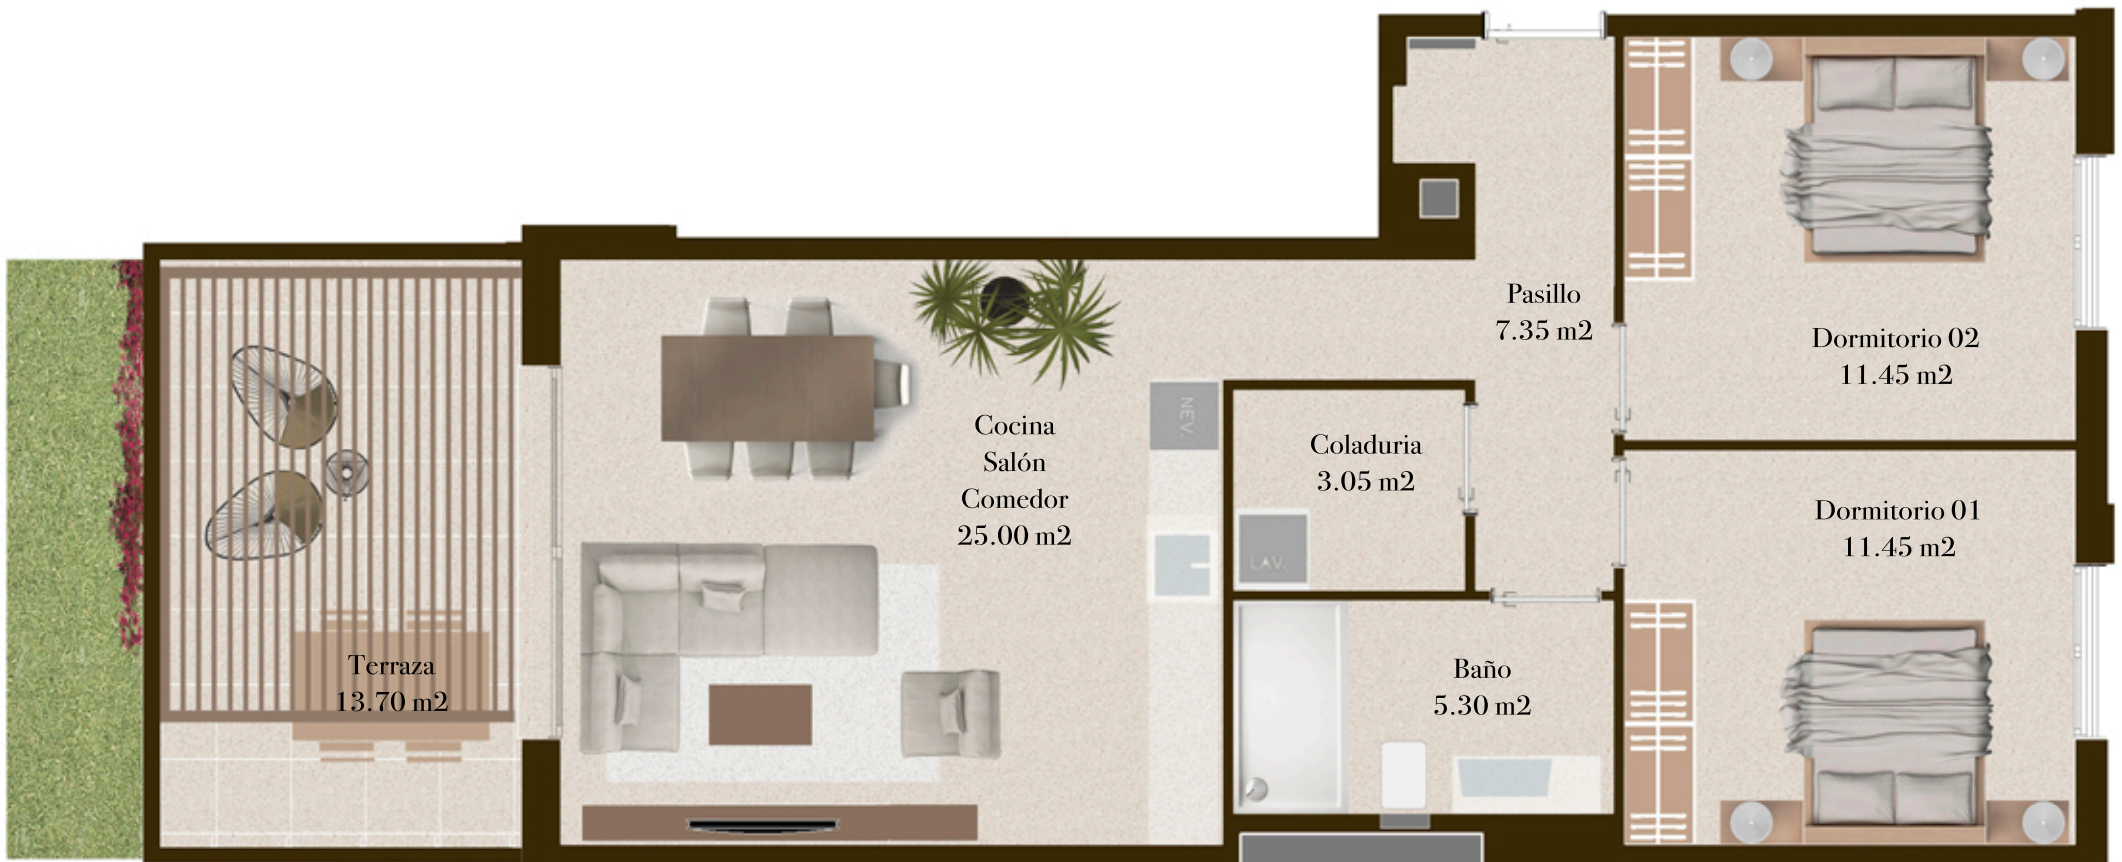 Pasillo
7.35 m2
Dormitorio 02
11.45 m2
Cocina
Salón
Comedor
25.00 m2
NEV.
Coladuria
3.05 m2
LAV.
Dormitorio 01
11.45 m2
Terraza
13.70 m2
Baño
5.30 m2